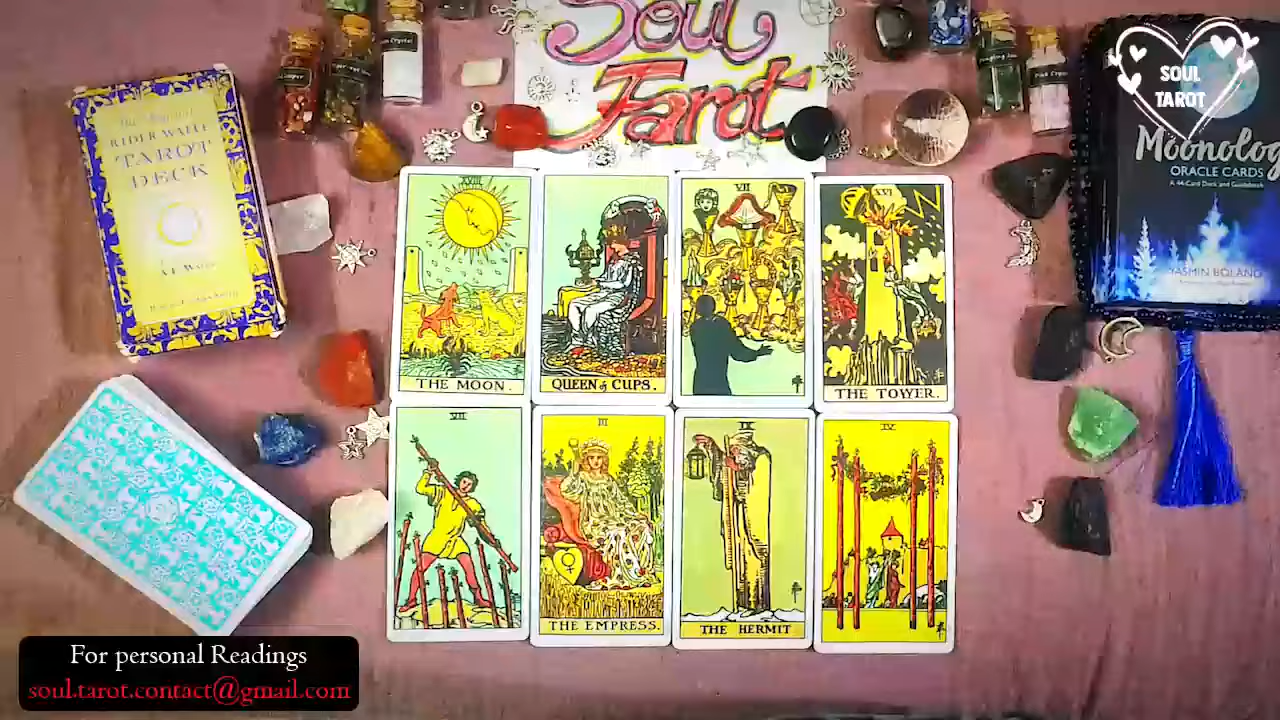 Soul
Tarot
SOUL
TAROT
RIDER WAITE
TAROT
DECK
Moonolog
ORACLE CARDS
YASMIN BOLAND
XVIII
THE MOON.
QUEEN of CUPS.
VII
XVI
THE TOWER.
VII
III
THE EMPRESS.
IX
THE HERMIT
IV
For personal Readings
soul.tarot.contact@gmail.com